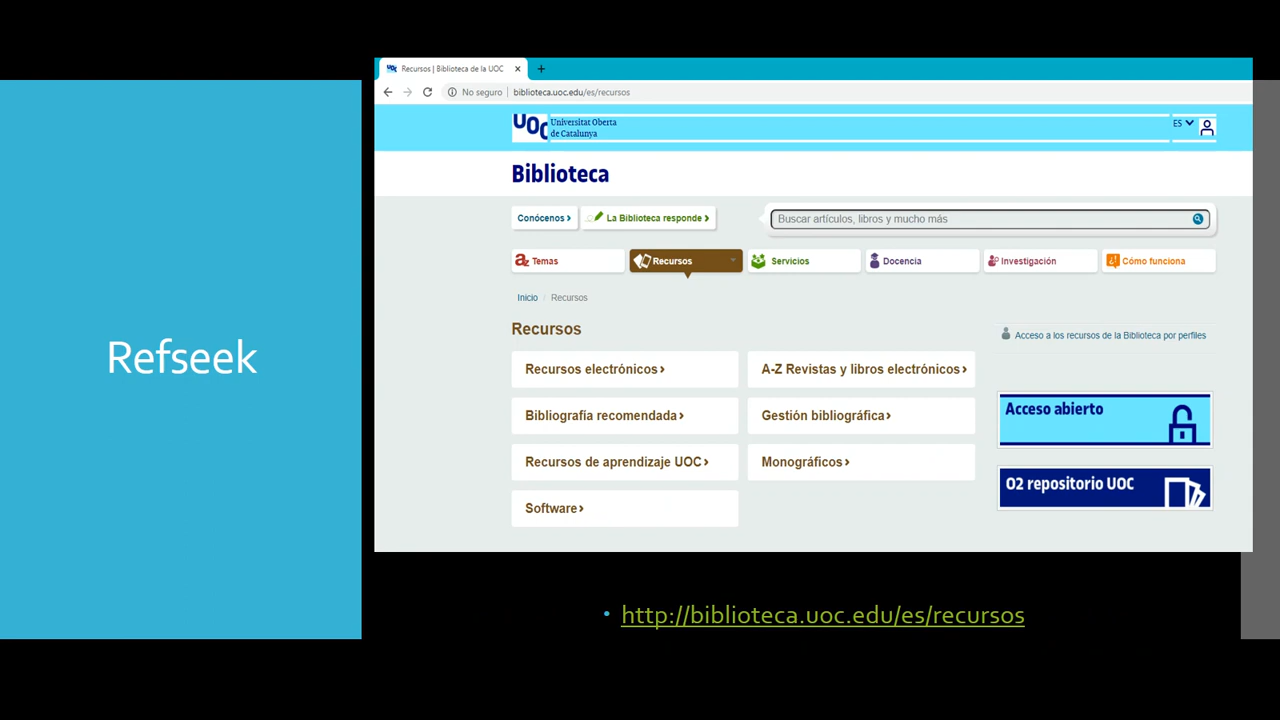 Refseek
Recursos | Biblioteca de la UOC
No seguro | biblioteca.uoc.edu/es/recursos
UOC Universitat Oberta
de Catalunya
ES
Biblioteca
Conócenos ›
La Biblioteca responde ›
Buscar artículos, libros y mucho más
Temas
Recursos
Servicios
Docencia
Investigación
Cómo funciona
Inicio / Recursos
Recursos
Acceso a los recursos de la Biblioteca por perfiles
Recursos electrónicos ›
A-Z Revistas y libros electrónicos ›
Bibliografía recomendada ›
Gestión bibliográfica ›
Recursos de aprendizaje UOC ›
Monográficos ›
Software ›
Acceso abierto
O2 repositorio UOC
• http://biblioteca.uoc.edu/es/recursos